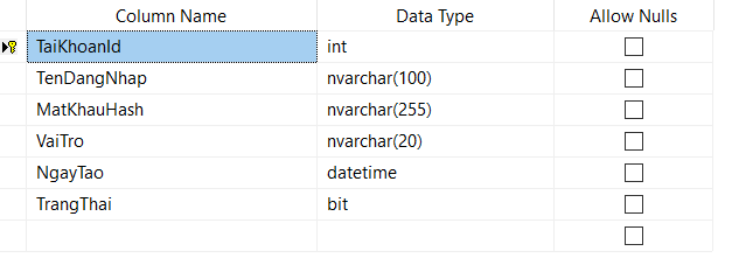 Column Name Data Type Allow Nulls
TaiKhoanId int
TenDangNhap nvarchar(100)
MatKhauHash nvarchar(255)
VaiTro nvarchar(20)
NgayTao datetime
TrangThai bit